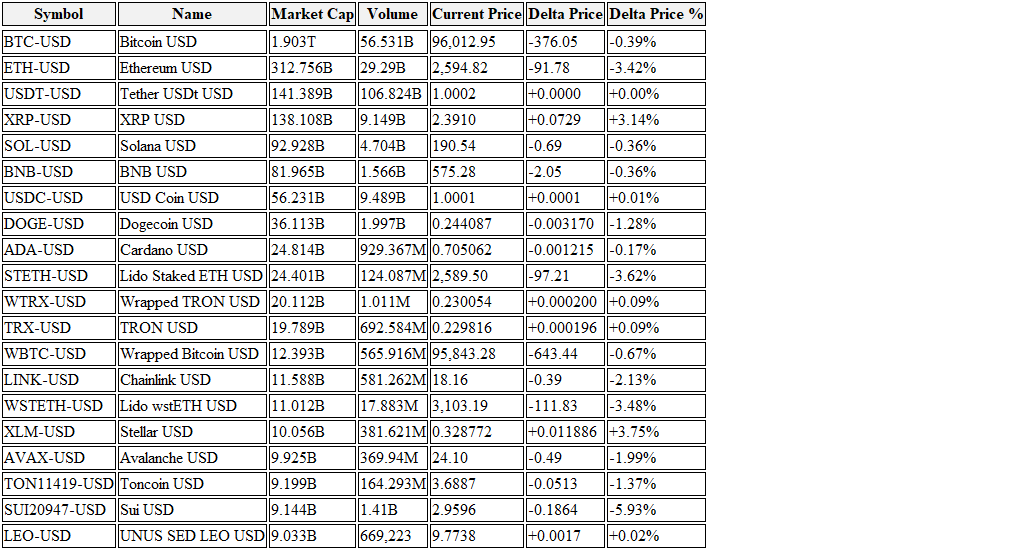 Symbol Name Market Cap Volume Current Price Delta Price Delta Price %
BTC-USD Bitcoin USD 1.903T 56.531B 96,012.95 -376.05 -0.39%
ETH-USD Ethereum USD 312.756B 29.29B 2,594.82 -91.78 -3.42%
USDT-USD Tether USDt USD 141.389B 106.824B 1.0002 +0.0000 +0.00%
XRP-USD XRP USD 138.108B 9.149B 2.3910 +0.0729 +3.14%
SOL-USD Solana USD 92.928B 4.704B 190.54 -0.69 -0.36%
BNB-USD BNB USD 81.965B 1.566B 575.28 -2.05 -0.36%
USDC-USD USD Coin USD 56.231B 9.489B 1.0001 +0.0001 +0.01%
DOGE-USD Dogecoin USD 36.113B 1.997B 0.244087 -0.003170 -1.28%
ADA-USD Cardano USD 24.814B 929.367M 0.705062 -0.001215 -0.17%
STETH-USD Lido Staked ETH USD 24.401B 124.087M 2,589.50 -97.21 -3.62%
WTRX-USD Wrapped TRON USD 20.112B 1.011M 0.230054 +0.000200 +0.09%
TRX-USD TRON USD 19.789B 692.584M 0.229816 +0.000196 +0.09%
WBTC-USD Wrapped Bitcoin USD 12.393B 565.916M 95,843.28 -643.44 -0.67%
LINK-USD Chainlink USD 11.588B 581.262M 18.16 -0.39 -2.13%
WSTETH-USD Lido wstETH USD 11.012B 17.883M 3,103.19 -111.83 -3.48%
XLM-USD Stellar USD 10.056B 381.621M 0.328772 +0.011886 +3.75%
AVAX-USD Avalanche USD 9.925B 369.94M 24.10 -0.49 -1.99%
TON11419-USD Toncoin USD 9.199B 164.293M 3.6887 -0.0513 -1.37%
SUI20947-USD Sui USD 9.144B 1.41B 2.9596 -0.1864 -5.93%
LEO-USD UNUS SED LEO USD 9.033B 669,223 9.7738 +0.0017 +0.02%